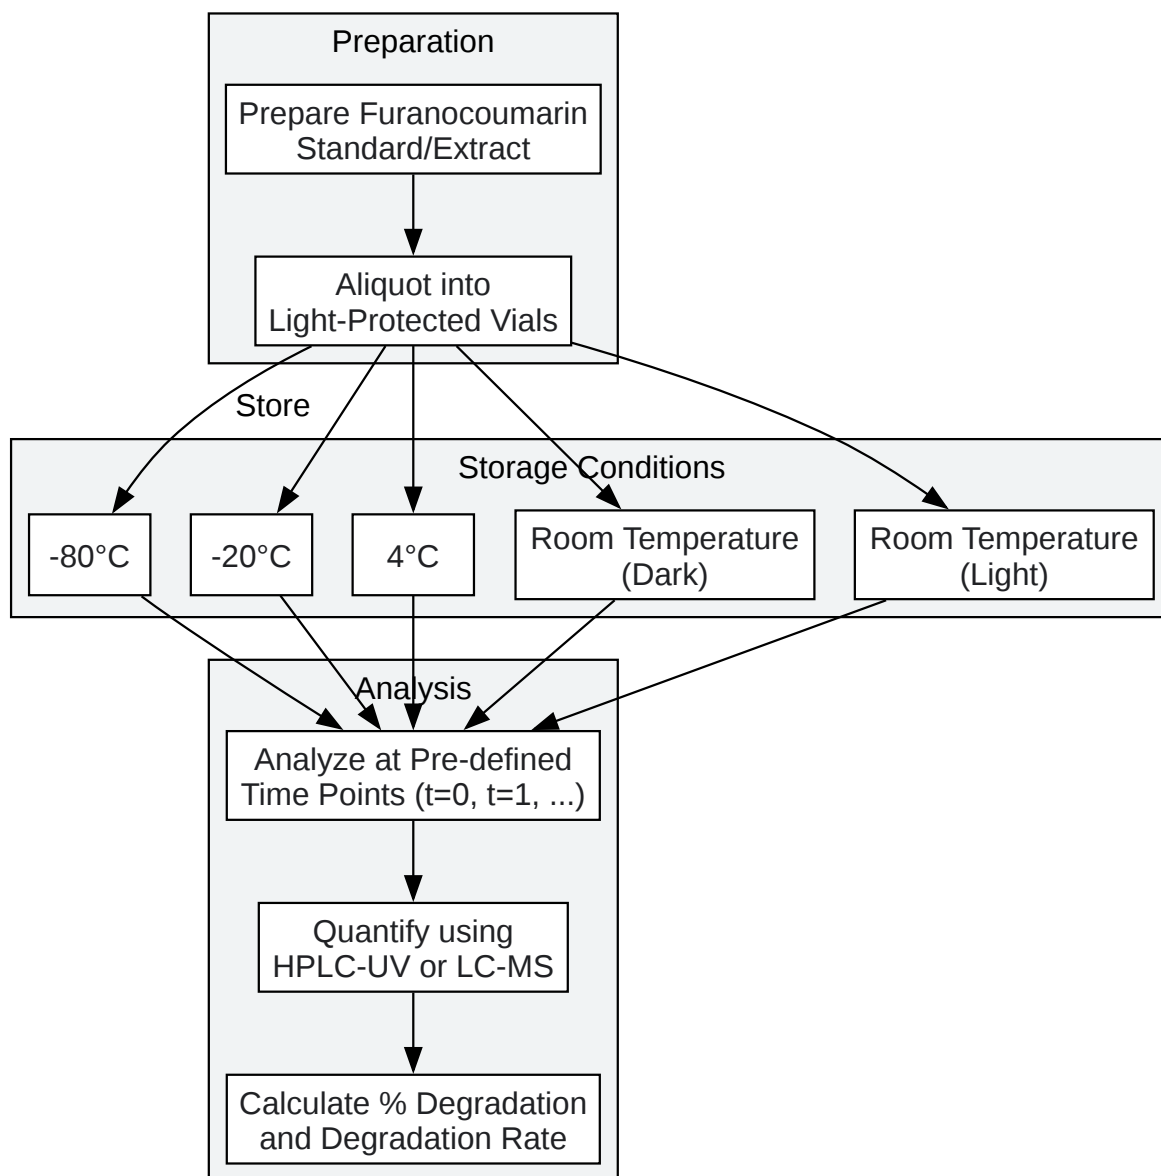 Preparation
Prepare Furanocoumarin
Standard/Extract
Aliquot into
Light-Protected Vials
Store
Storage Conditions
-80°C
-20°C
4°C
Room Temperature
(Dark)
Room Temperature
(Light)
Analysis
Analyze at Pre-defined
Time Points (t=0, t=1, ...)
Quantify using
HPLC-UV or LC-MS
Calculate % Degradation
and Degradation Rate